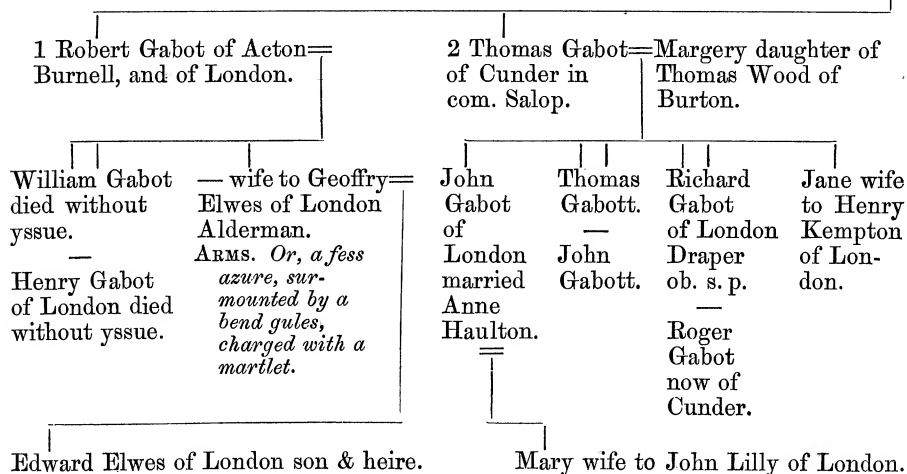 1 Robert Gabot of Acton=
Burnell, and of London.
2 Thomas Gabot=Margery daughter of
of Cunder in
com. Salop.
Thomas Wood of
Burton.
William Gabot
died without
yssue.
—
Henry Gabot
of London died
without yssue.
— wife to Geoffry=
Elwes of London
Alderman.
ARMS. Or, a fess
azure, sur-
mounted by a
bend gules,
charged with a
martlet.
John
Gabot
of
London
married
Anne
Haulton.
=
Thomas
Gabott.
—
John
Gabott.
Richard
Gabot
of London
Draper
ob. s. p.
—
Roger
Gabot
now of
Cunder.
Jane wife
to Henry
Kempton
of Lon-
don.
Edward Elwes of London son & heire.
Mary wife to John Lilly of London.